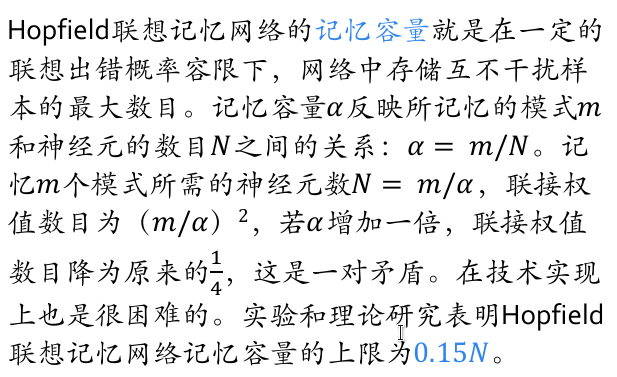 Hopfield联想记忆网络的记忆容量就是在一定的
联想出错概率容限下，网络中存储互不干扰样
本的最大数目。记忆容量α反映所记忆的模式m
和神经元的数目N之间的关系：α = m/N。记
忆m个模式所需的神经元数N = m/α，联接权
值数目为（m/α）²，若α增加一倍，联接权值
数目降为原来的1/4，这是一对矛盾。在技术实现
上也是很困难的。实验和理论研究表明Hopfield
联想记忆网络记忆容量的上限为0.15N。